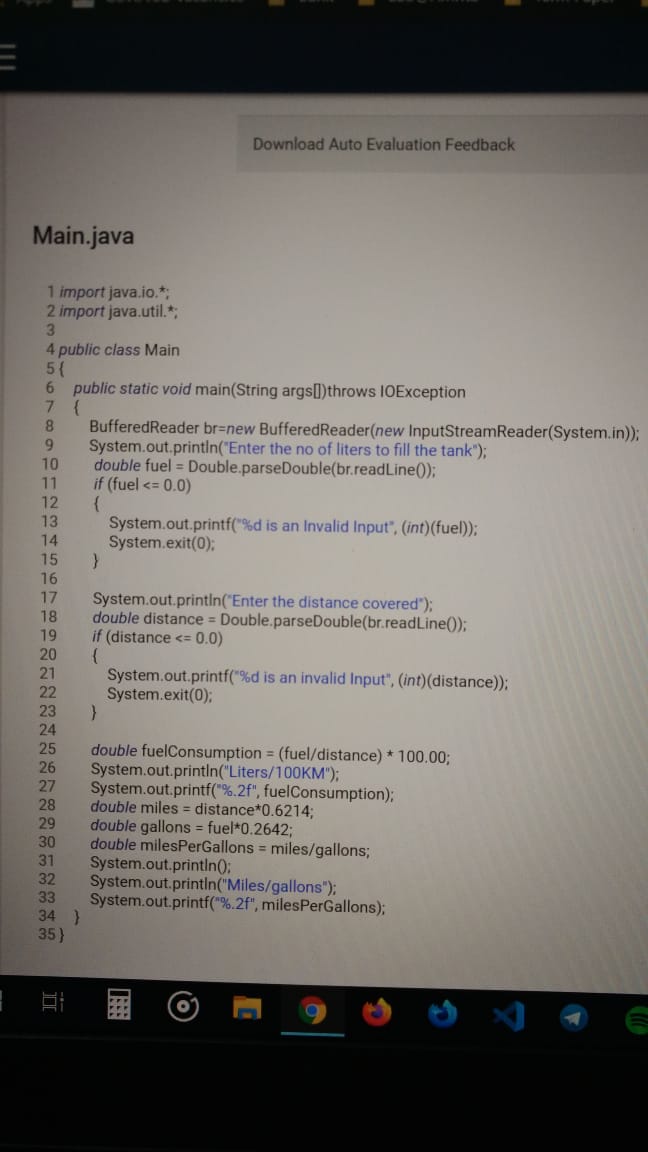 Download Auto Evaluation Feedback
Main.java
1 import java.io.*;
2 import java.util.*;
3
4 public class Main
5 {
6 public static void main(String args[])throws IOException
7 {
8 BufferedReader br=new BufferedReader(new InputStreamReader(System.in));
9 System.out.println("Enter the no of liters to fill the tank");
10 double fuel = Double.parseDouble(br.readLine());
11 if (fuel <= 0.0)
12 {
13 System.out.printf("%d is an Invalid Input", (int)(fuel));
14 System.exit(0);
15 }
16
17 System.out.println("Enter the distance covered");
18 double distance = Double.parseDouble(br.readLine());
19 if (distance <= 0.0)
20 {
21 System.out.printf("%d is an invalid Input", (int)(distance));
22 System.exit(0);
23 }
24
25 double fuelConsumption = (fuel/distance) * 100.00;
26 System.out.println("Liters/100KM");
27 System.out.printf("%.2f", fuelConsumption);
28 double miles = distance*0.6214;
29 double gallons = fuel*0.2642;
30 double milesPerGallons = miles/gallons;
31 System.out.println();
32 System.out.println("Miles/gallons");
33 System.out.printf("%.2f", milesPerGallons);
34 }
35 }